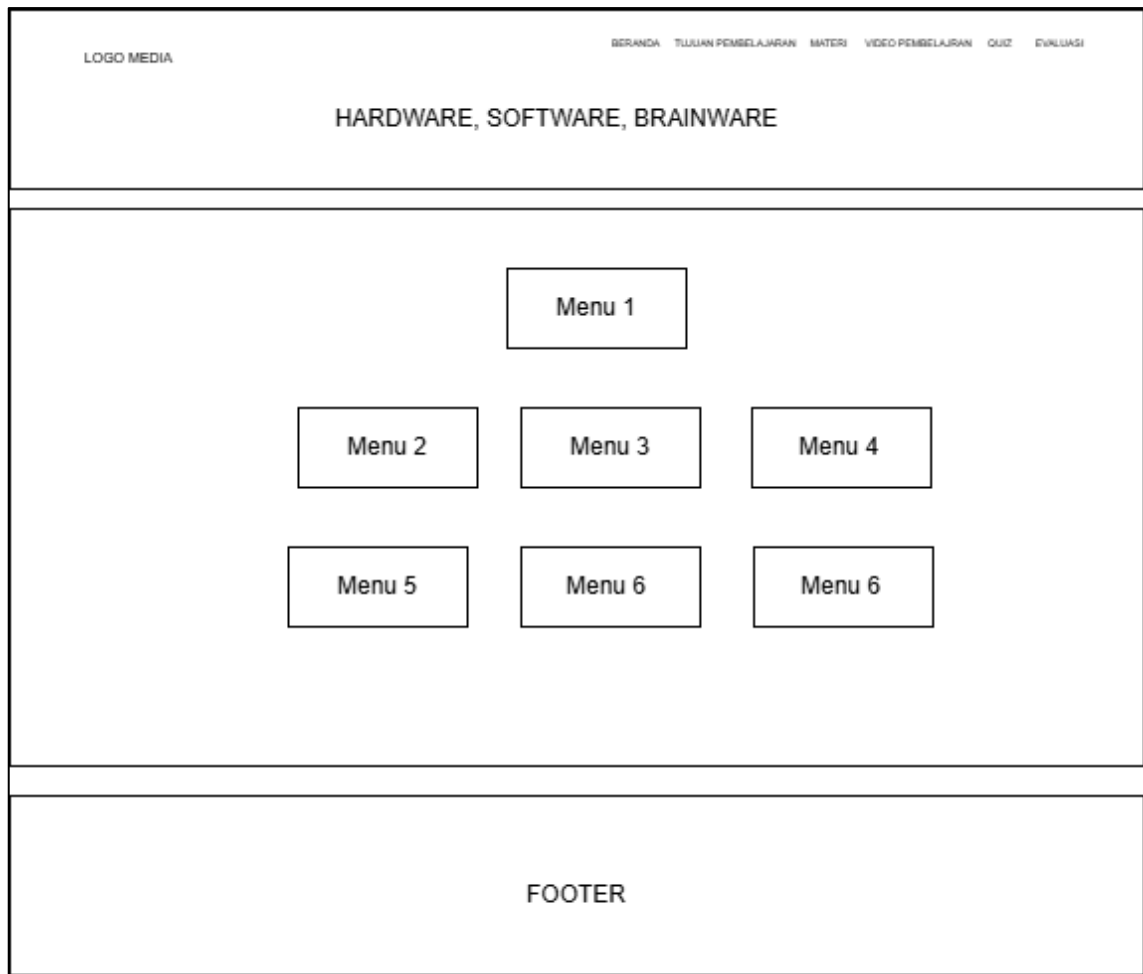 BERANDA TUJUAN PEMBELAJARAN MATERI VIDEO PEMBELAJRAN QUIZ EVALUASI
LOGO MEDIA
HARDWARE, SOFTWARE, BRAINWARE
Menu 1
Menu 2 Menu 3 Menu 4
Menu 5 Menu 6 Menu 6
FOOTER